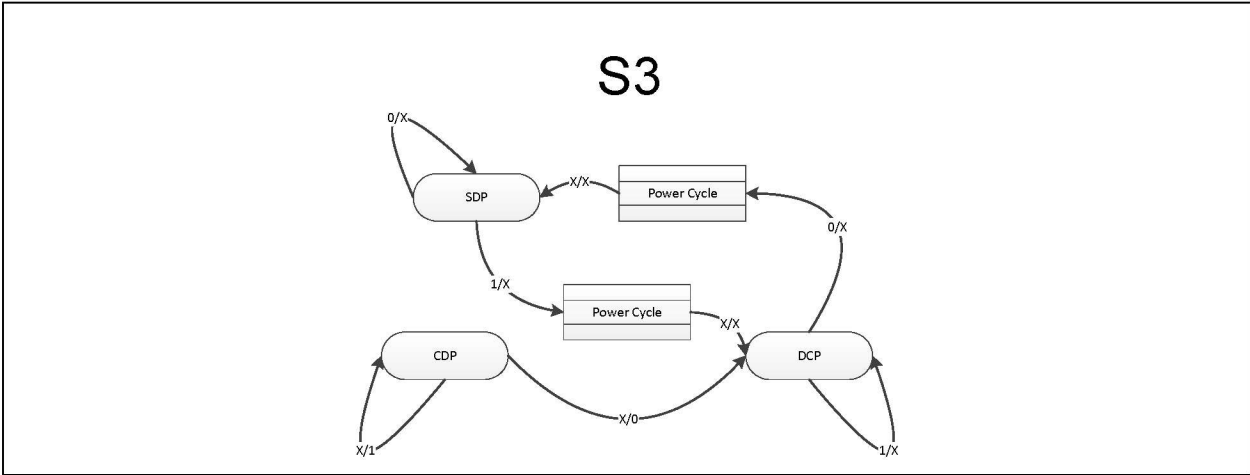 S3
0/X
X/X
Power Cycle
SDP
0/X
1/X
Power Cycle
X/X
CDP
DCP
X/0
X/1
1/X